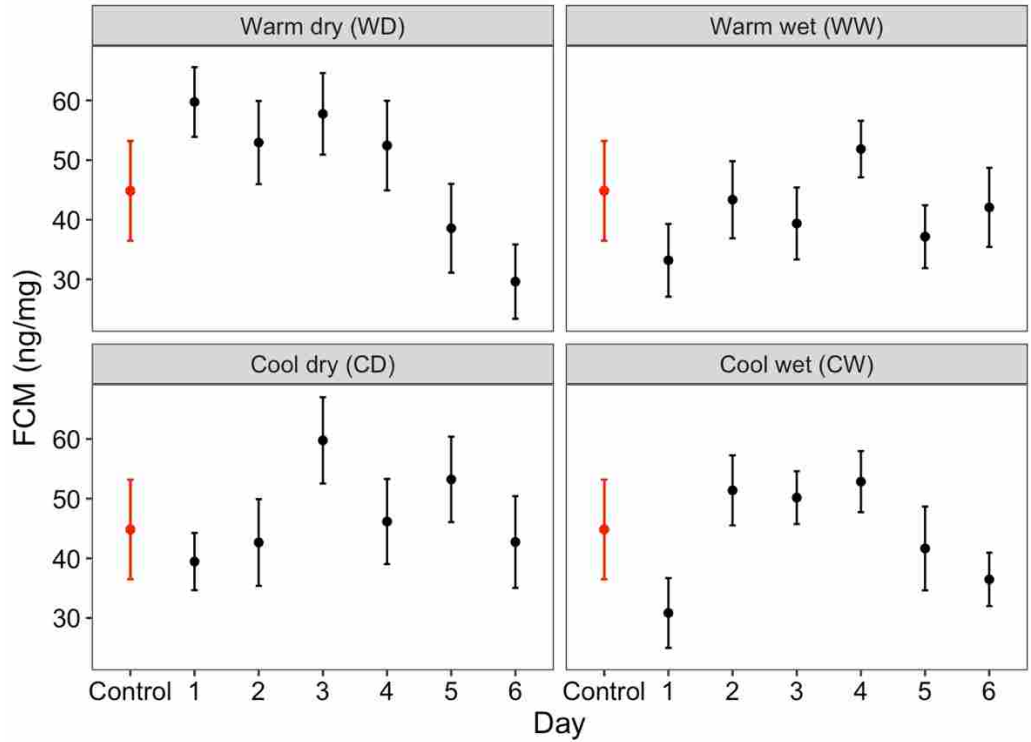 Warm dry (WD)
Warm wet (WW)
60
50
40
30
Cool dry (CD)
Cool wet (CW)
60
50
40
30
FCM (ng/mg)
Control 1 2 3 4 5 6
Control 1 2 3 4 5 6
Day